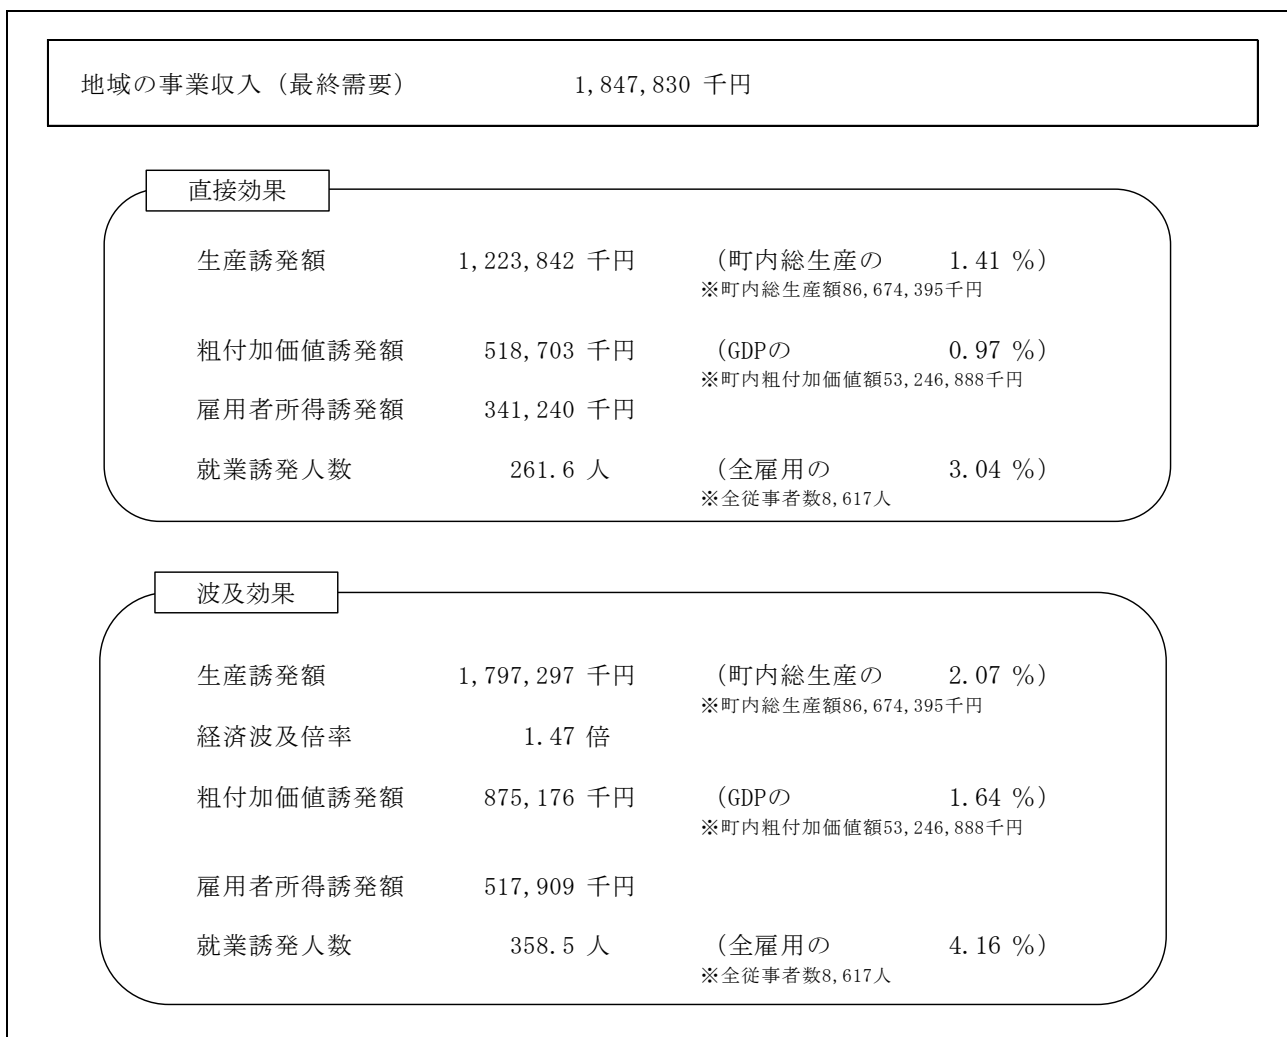 地域の事業収入（最終需要） 1,847,830 千円
直接効果
生産誘発額 1,223,842 千円 （町内総生産の 1.41 %）
※町内総生産額86,674,395千円
粗付加価値誘発額 518,703 千円 （GDPの 0.97 %）
※町内粗付加価値額53,246,888千円
雇用者所得誘発額 341,240 千円
就業誘発人数 261.6 人 （全雇用の 3.04 %）
※全従事者数8,617人
波及効果
生産誘発額 1,797,297 千円 （町内総生産の 2.07 %）
※町内総生産額86,674,395千円
経済波及倍率 1.47 倍
粗付加価値誘発額 875,176 千円 （GDPの 1.64 %）
※町内粗付加価値額53,246,888千円
雇用者所得誘発額 517,909 千円
就業誘発人数 358.5 人 （全雇用の 4.16 %）
※全従事者数8,617人